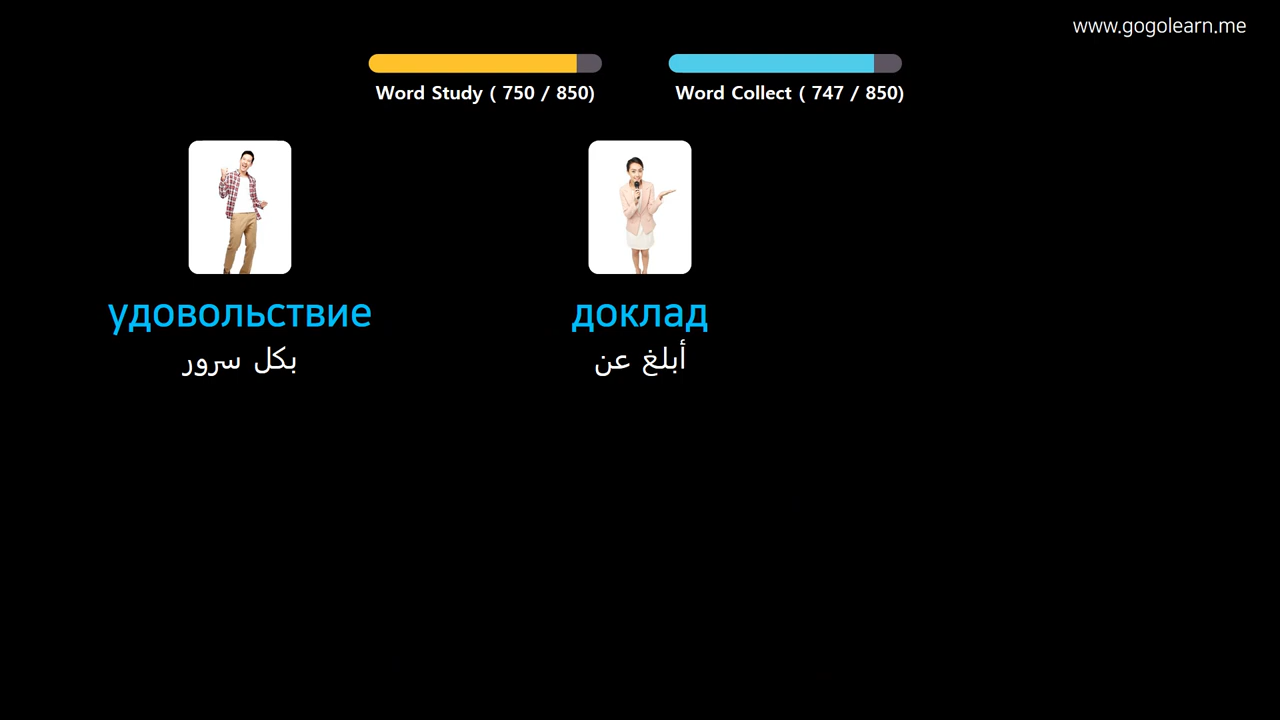 www.gogolearn.me
Word Study ( 750 / 850)
Word Collect ( 747 / 850)
удовольствие
بكل سرور
доклад
أبلغ عن